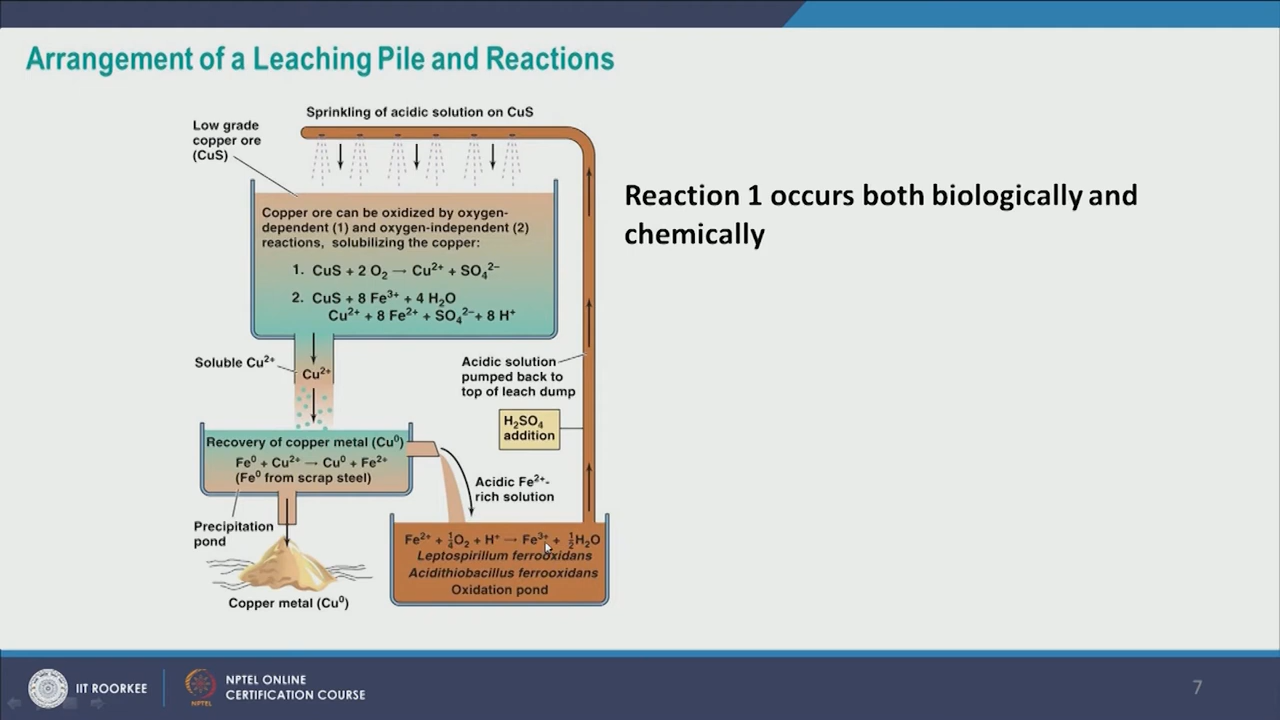 Arrangement of a Leaching Pile and Reactions
Sprinkling of acidic solution on CuS
Low grade
copper ore
(CuS)
Copper ore can be oxidized by oxygen-
dependent (1) and oxygen-independent (2)
reactions, solubilizing the copper:
1. CuS + 2 O₂ → Cu²⁺ + SO₄²⁻
2. CuS + 8 Fe³⁺ + 4 H₂O
Cu²⁺ + 8 Fe²⁺ + SO₄²⁻ + 8 H⁺
Reaction 1 occurs both biologically and
chemically
Soluble Cu²⁺
Cu²⁺
Acidic solution
pumped back to
top of leach dump
H₂SO₄
addition
Recovery of copper metal (Cu⁰)
Fe⁰ + Cu²⁺ → Cu⁰ + Fe²⁺
(Fe⁰ from scrap steel)
Acidic Fe²⁺-
rich solution
Precipitation
pond
Fe²⁺ + ¼O₂ + H⁺ → Fe³⁺ + ½H₂O
Leptospirillum ferrooxidans
Acidithiobacillus ferrooxidans
Oxidation pond
Copper metal (Cu⁰)
IIT ROORKEE
NPTEL
NPTEL ONLINE
CERTIFICATION COURSE
7